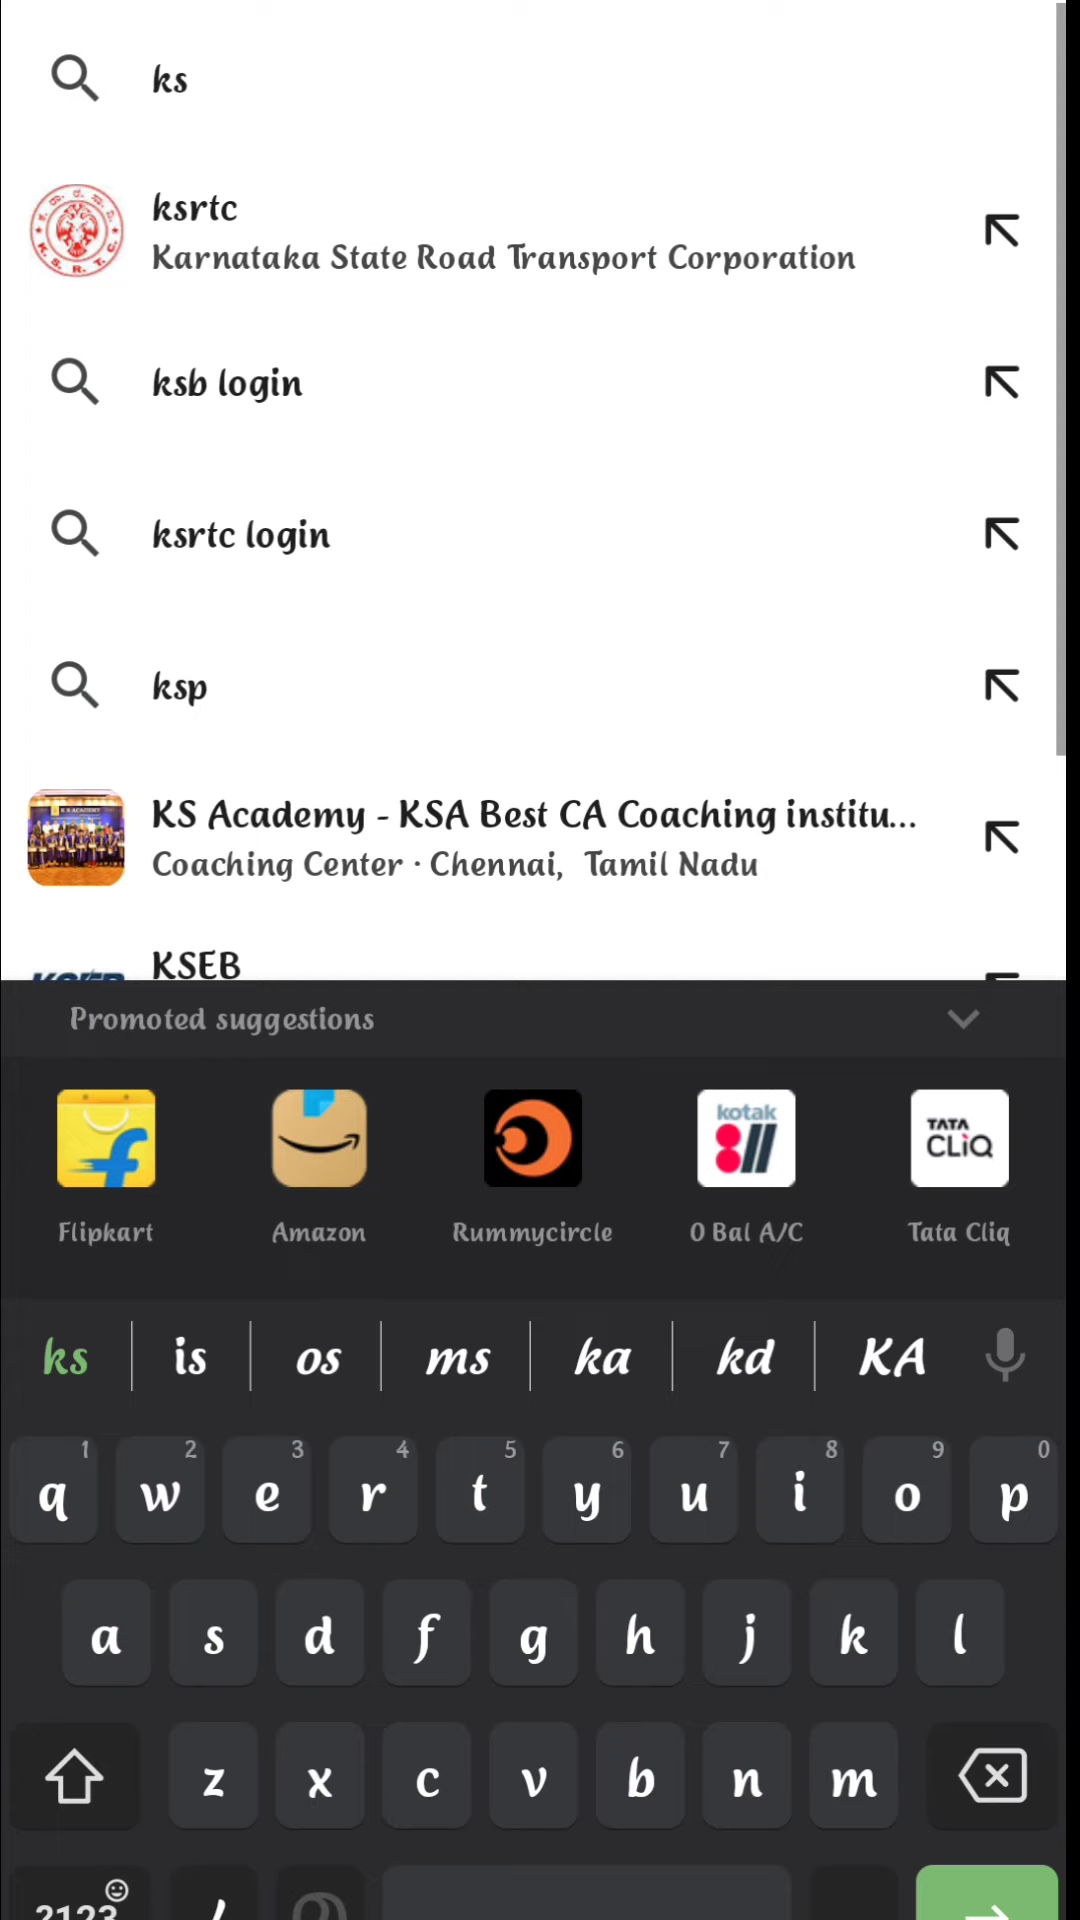 ks
ksrtc
Karnataka State Road Transport Corporation
ksb login
ksrtc login
ksp
KS Academy - KSA Best CA Coaching institu...
Coaching Center · Chennai, Tamil Nadu
KSEB
Promoted suggestions
kotak
811
TATA
CLiQ
Flipkart
Amazon
Rummycircle
0 Bal A/C
Tata Cliq
ks is os ms ka kd KA
1 2 3 4 5 6 7 8 9 0
q w e r t y u i o p
a s d f g h j k l
z x c v b n m
?123